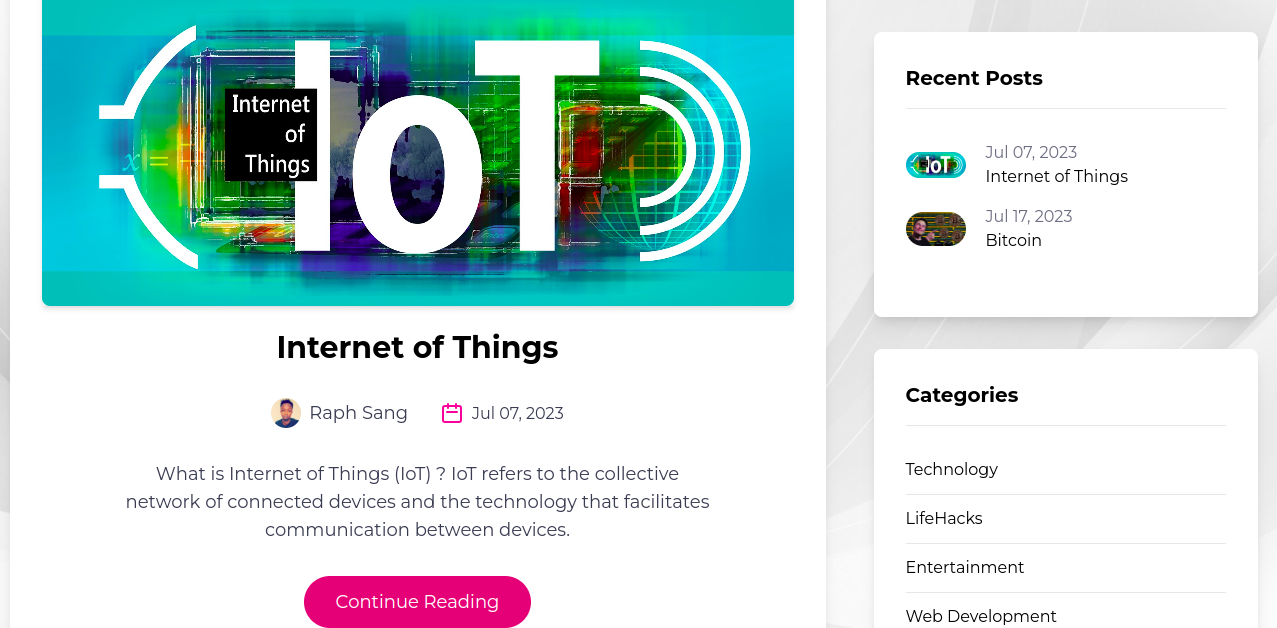 IoT
Internet
of
Things
x =
Internet of Things
Raph Sang
Jul 07, 2023
What is Internet of Things (IoT) ? IoT refers to the collective
network of connected devices and the technology that facilitates
communication between devices.
Continue Reading
Recent Posts
IoT
Jul 07, 2023
Internet of Things
Jul 17, 2023
Bitcoin
Categories
Technology
LifeHacks
Entertainment
Web Development